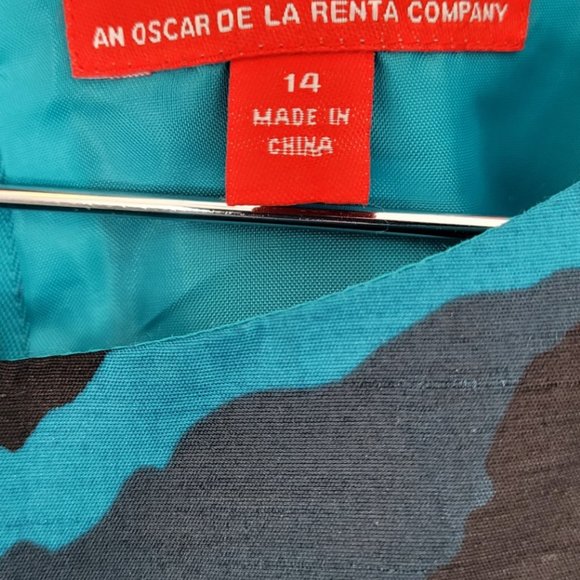 AN OSCAR DE LA RENTA COMPANY
14
MADE IN
CHINA